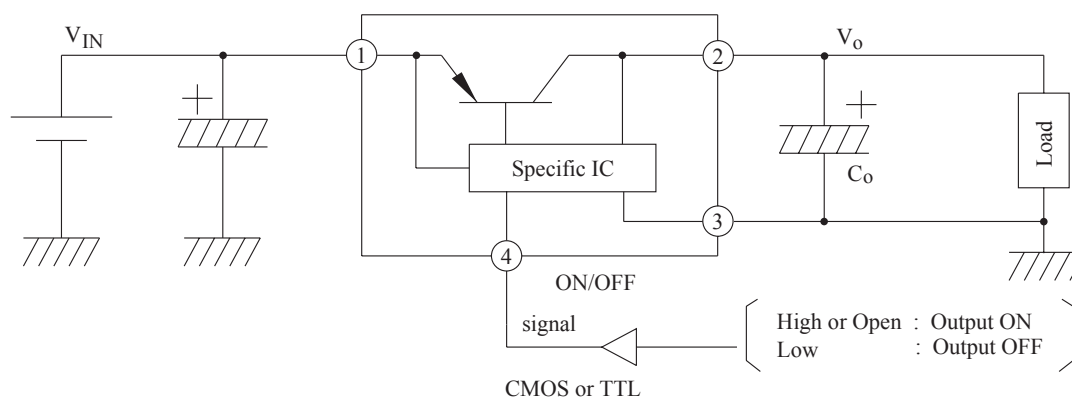 V_IN
1
2
V_o
+
+
Specific IC
C_o
Load
3
4
ON/OFF
signal
High or Open : Output ON
Low : Output OFF
CMOS or TTL